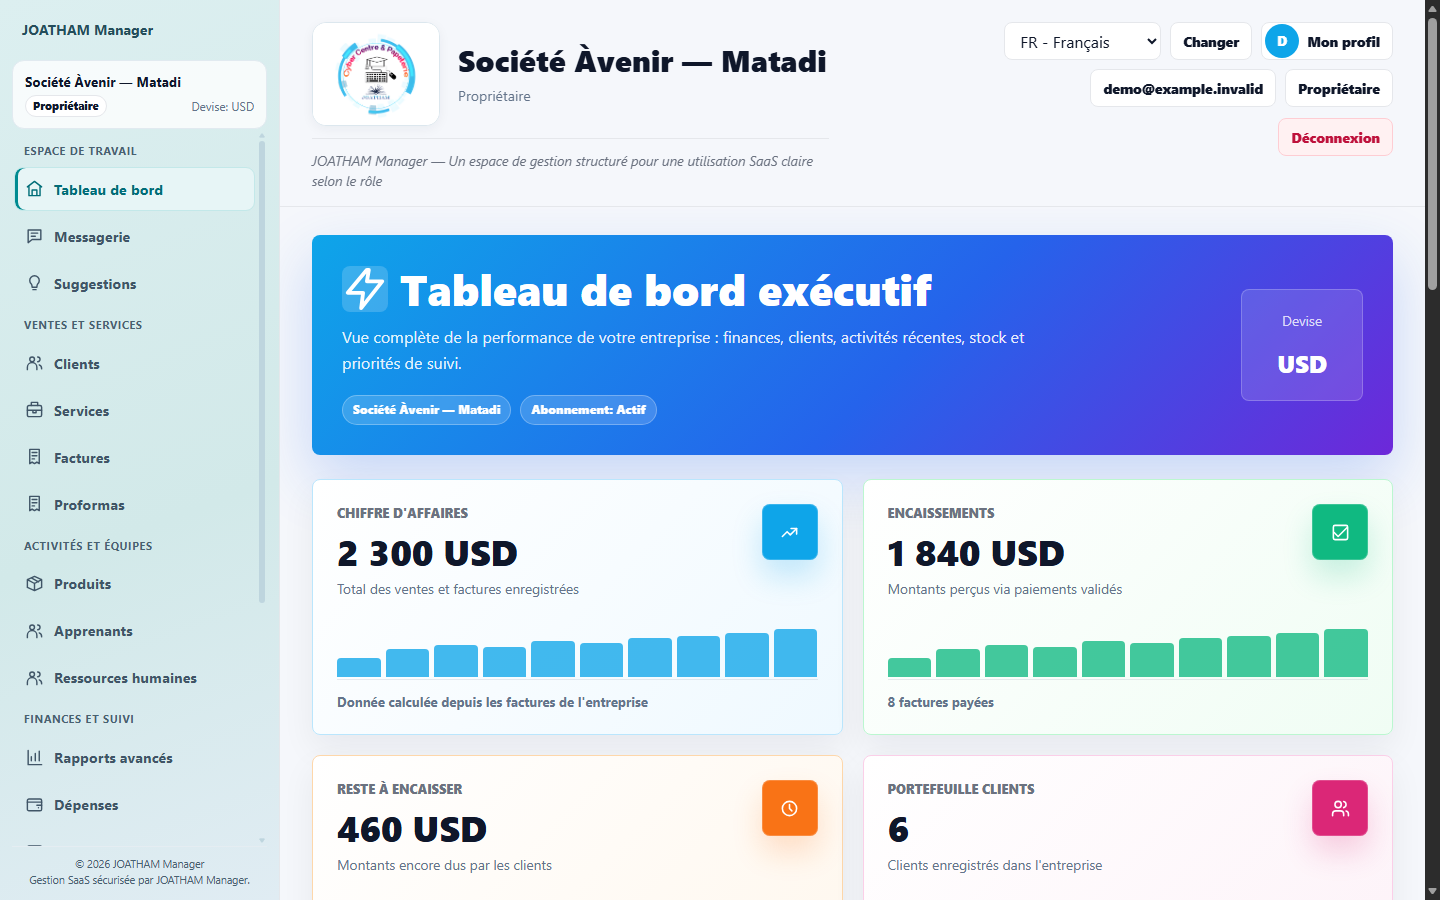 JOATHAM Manager
Société Àvenir — Matadi
Propriétaire
Devise: USD
ESPACE DE TRAVAIL
Tableau de bord
Messagerie
Suggestions
VENTES ET SERVICES
Clients
Services
Factures
Proformas
ACTIVITÉS ET ÉQUIPES
Produits
Apprenants
Ressources humaines
FINANCES ET SUIVI
Rapports avancés
Dépenses
© 2026 JOATHAM Manager
Gestion SaaS sécurisée par JOATHAM Manager.
Cyber Centre & Papeterie
JOATHAM
Société Àvenir — Matadi
Propriétaire
JOATHAM Manager — Un espace de gestion structuré pour une utilisation SaaS claire
selon le rôle
FR - Français
Changer
D
Mon profil
demo@example.invalid
Propriétaire
Déconnexion
Tableau de bord exécutif
Vue complète de la performance de votre entreprise : finances, clients, activités récentes, stock et
priorités de suivi.
Société Àvenir — Matadi
Abonnement: Actif
Devise
USD
CHIFFRE D'AFFAIRES
2 300 USD
Total des ventes et factures enregistrées
Donnée calculée depuis les factures de l'entreprise
ENCAISSEMENTS
1 840 USD
Montants perçus via paiements validés
8 factures payées
RESTE À ENCAISSER
460 USD
Montants encore dus par les clients
PORTEFEUILLE CLIENTS
6
Clients enregistrés dans l'entreprise